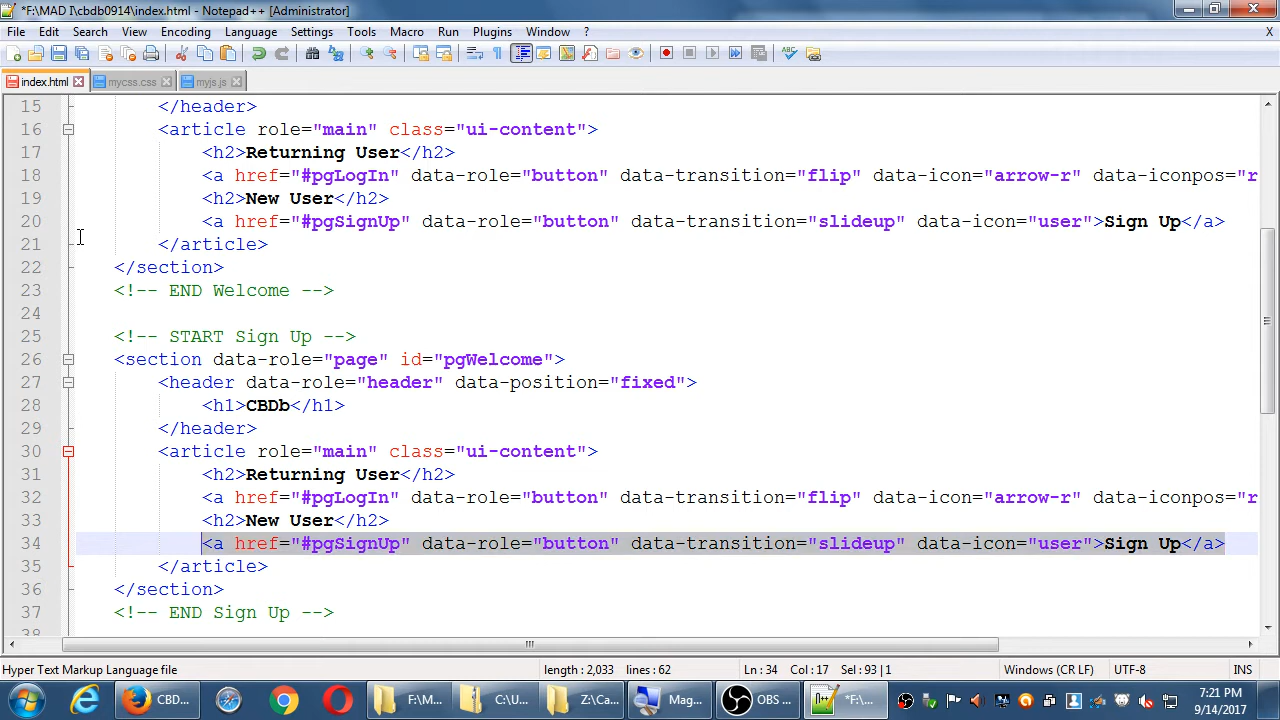 *F:\MAD I\cbdb0914\index.html - Notepad++ [Administrator]
File Edit Search View Encoding Language Settings Tools Macro Run Plugins Window ? X
index.html mycss.css myjs.js
15 </header>
16 <article role="main" class="ui-content">
17 <h2>Returning User</h2>
18 <a href="#pgLogIn" data-role="button" data-transition="flip" data-icon="arrow-r" data-iconpos="r
19 <h2>New User</h2>
20 <a href="#pgSignUp" data-role="button" data-transition="slideup" data-icon="user">Sign Up</a>
21 </article>
22 </section>
23 <!-- END Welcome -->
24
25 <!-- START Sign Up -->
26 <section data-role="page" id="pgWelcome">
27 <header data-role="header" data-position="fixed">
28 <h1>CBDb</h1>
29 </header>
30 <article role="main" class="ui-content">
31 <h2>Returning User</h2>
32 <a href="#pgLogIn" data-role="button" data-transition="flip" data-icon="arrow-r" data-iconpos="r
33 <h2>New User</h2>
34 <a href="#pgSignUp" data-role="button" data-transition="slideup" data-icon="user">Sign Up</a>
35 </article>
36 </section>
37 <!-- END Sign Up -->
38
Hyper Text Markup Language file length : 2,033 lines : 62 Ln : 34 Col : 17 Sel : 93 | 1 Windows (CR LF) UTF-8 INS
CBD... F:\M... C:\U... Z:\Ca... Mag... OBS ... *F:\... 7:21 PM
9/14/2017